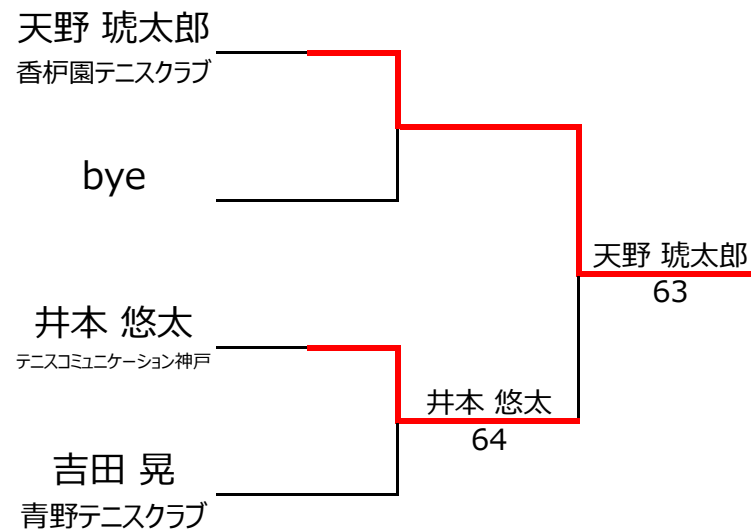 天野 琥太郎
香枦園テニスクラブ
bye
井本 悠太
テニスコミュニケーション神戸
吉田 晃
青野テニスクラブ
井本 悠太
64
天野 琥太郎
63